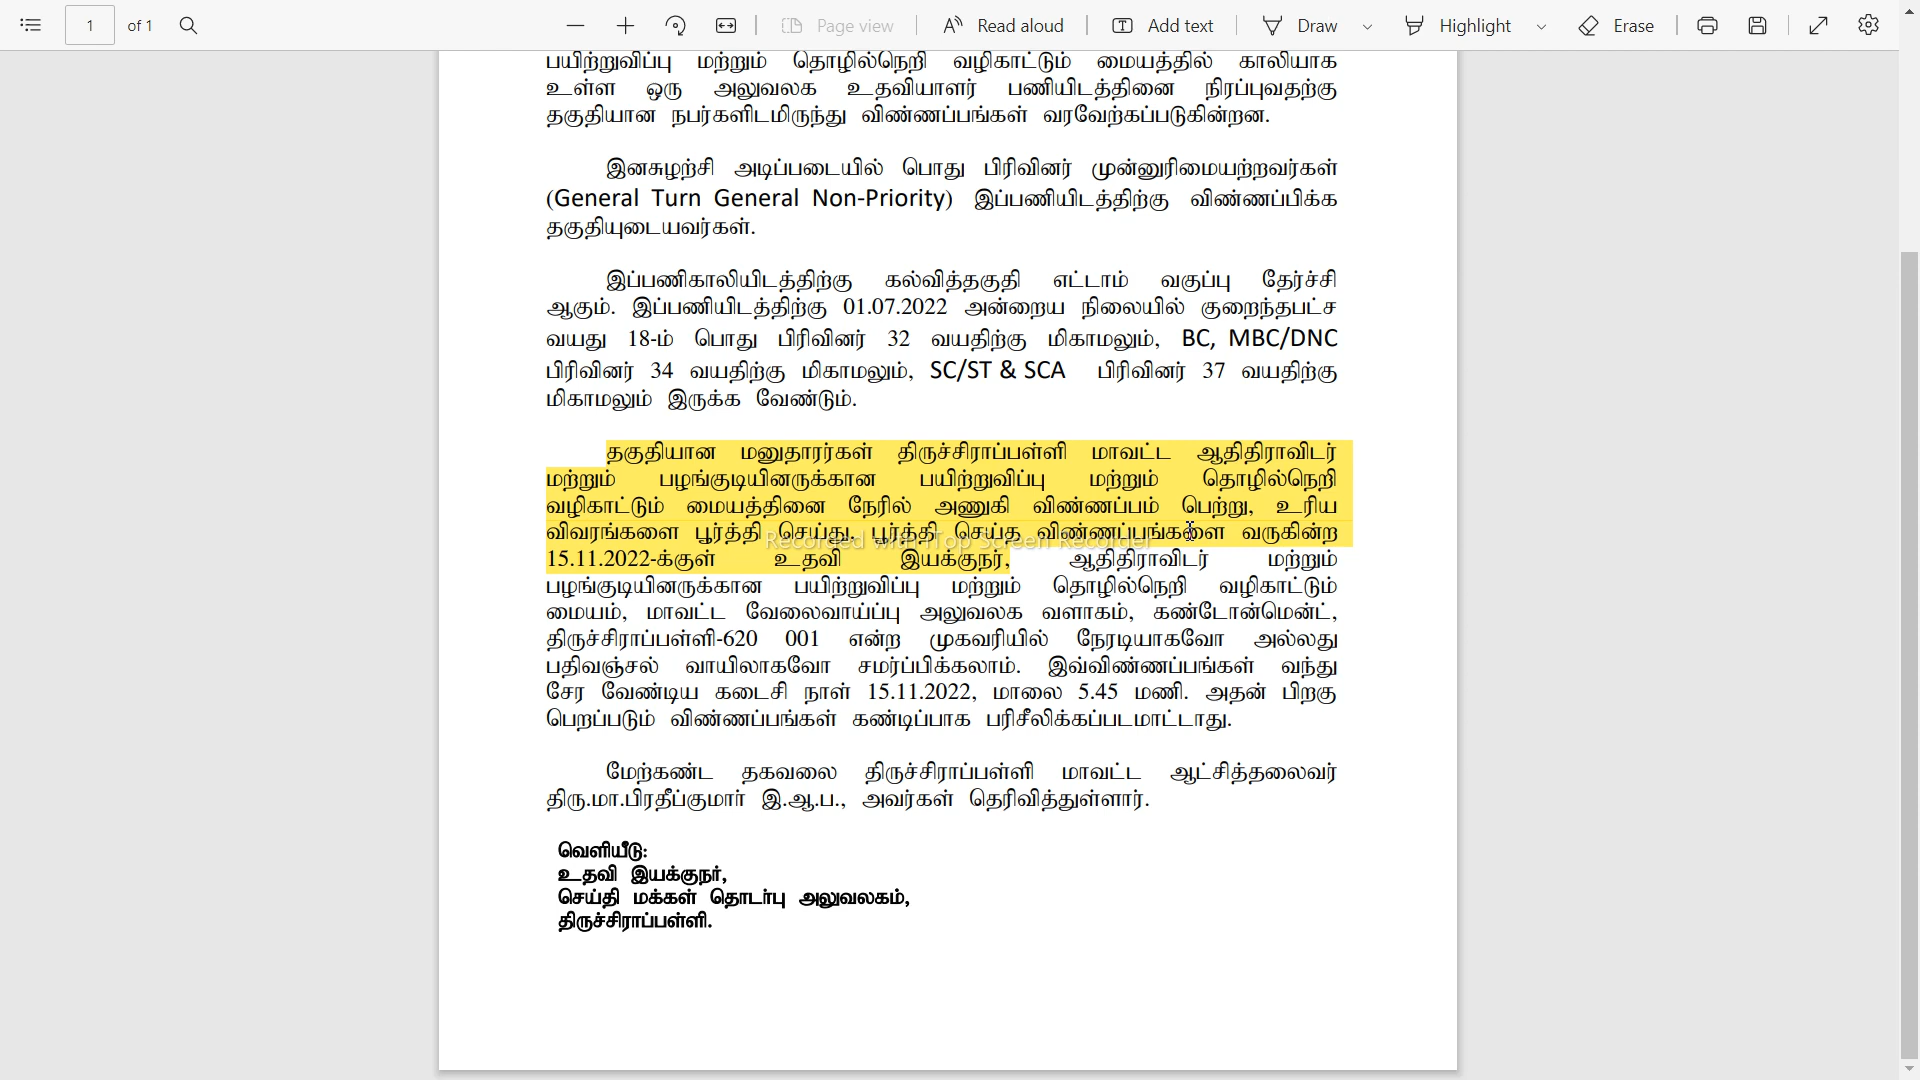 1
of 1
Page view
Read aloud
Add text
Draw
Highlight
Erase
பயிற்றுவிப்பு மற்றும் தொழில்நெறி வழிகாட்டும் மையத்தில் காலியாக
உள்ள ஒரு அலுவலக உதவியாளர் பணியிடத்தினை நிரப்புவதற்கு
தகுதியான நபர்களிடமிருந்து விண்ணப்பங்கள் வரவேற்கப்படுகின்றன.
இனசுழற்சி அடிப்படையில் பொது பிரிவினர் முன்னுரிமையற்றவர்கள்
(General Turn General Non-Priority) இப்பணியிடத்திற்கு விண்ணப்பிக்க
தகுதியுடையவர்கள்.
இப்பணிகாலியிடத்திற்கு கல்வித்தகுதி எட்டாம் வகுப்பு தேர்ச்சி
ஆகும். இப்பணியிடத்திற்கு 01.07.2022 அன்றைய நிலையில் குறைந்தபட்ச
வயது 18-ம் பொது பிரிவினர் 32 வயதிற்கு மிகாமலும், BC, MBC/DNC
பிரிவினர் 34 வயதிற்கு மிகாமலும், SC/ST & SCA பிரிவினர் 37 வயதிற்கு
மிகாமலும் இருக்க வேண்டும்.
தகுதியான மனுதாரர்கள் திருச்சிராப்பள்ளி மாவட்ட ஆதிதிராவிடர்
மற்றும் பழங்குடியினருக்கான பயிற்றுவிப்பு மற்றும் தொழில்நெறி
வழிகாட்டும் மையத்தினை நேரில் அணுகி விண்ணப்பம் பெற்று, உரிய
விவரங்களை பூர்த்தி செய்து, பூர்த்தி செய்த விண்ணப்பங்களை வருகின்ற
Recorded with iTop Screen Recorder
15.11.2022-க்குள் உதவி இயக்குநர், ஆதிதிராவிடர் மற்றும்
பழங்குடியினருக்கான பயிற்றுவிப்பு மற்றும் தொழில்நெறி வழிகாட்டும்
மையம், மாவட்ட வேலைவாய்ப்பு அலுவலக வளாகம், கண்டோன்மென்ட்,
திருச்சிராப்பள்ளி-620 001 என்ற முகவரியில் நேரடியாகவோ அல்லது
பதிவஞ்சல் வாயிலாகவோ சமர்ப்பிக்கலாம். இவ்விண்ணப்பங்கள் வந்து
சேர வேண்டிய கடைசி நாள் 15.11.2022, மாலை 5.45 மணி. அதன் பிறகு
பெறப்படும் விண்ணப்பங்கள் கண்டிப்பாக பரிசீலிக்கப்படமாட்டாது.
மேற்கண்ட தகவலை திருச்சிராப்பள்ளி மாவட்ட ஆட்சித்தலைவர்
திரு.மா.பிரதீப்குமார் இ.ஆ.ப., அவர்கள் தெரிவித்துள்ளார்.
வெளியீடு:
உதவி இயக்குநர்,
செய்தி மக்கள் தொடர்பு அலுவலகம்,
திருச்சிராப்பள்ளி.